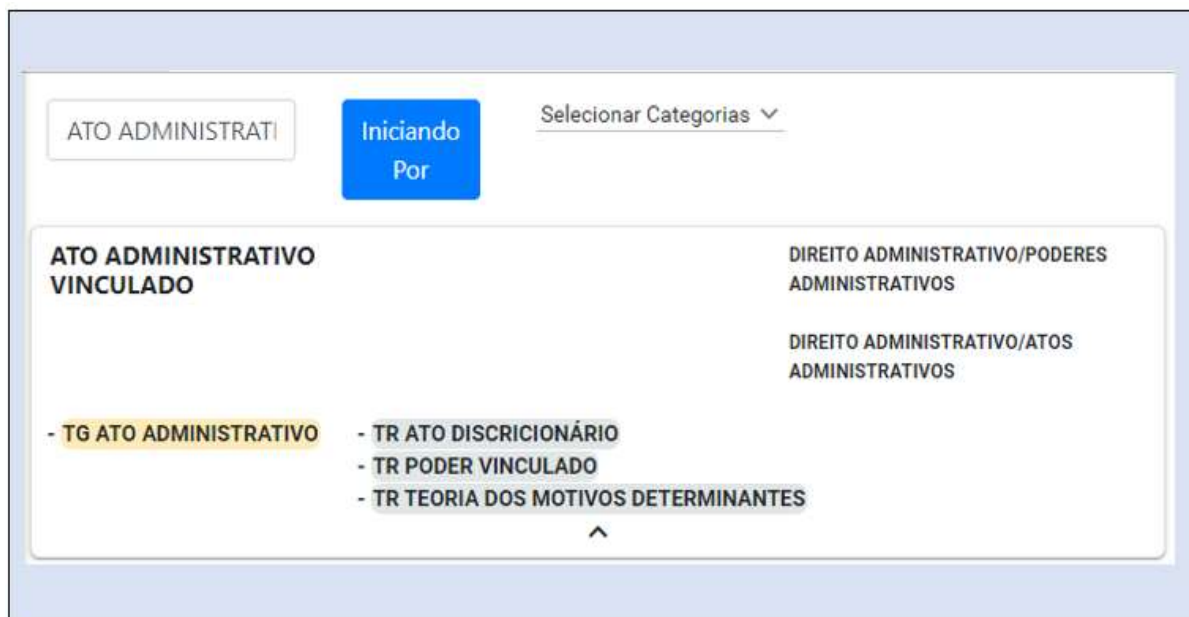 ATO ADMINISTRATI
Iniciando
Por
Selecionar Categorias
ATO ADMINISTRATIVO
VINCULADO
DIREITO ADMINISTRATIVO/PODERES
ADMINISTRATIVOS
DIREITO ADMINISTRATIVO/ATOS
ADMINISTRATIVOS
- TG ATO ADMINISTRATIVO
- TR ATO DISCRICIONÁRIO
- TR PODER VINCULADO
- TR TEORIA DOS MOTIVOS DETERMINANTES